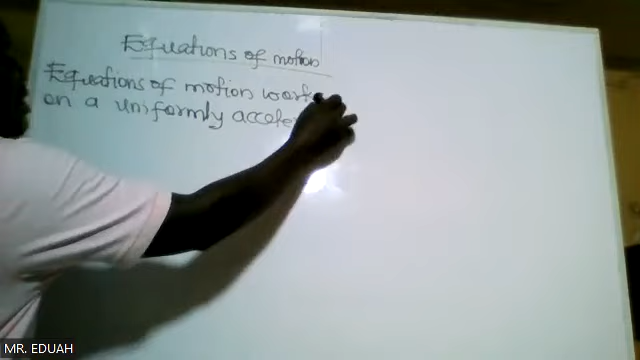 Equations of motion
Equations of motion work
on a uniformly accele
MR. EDUAH